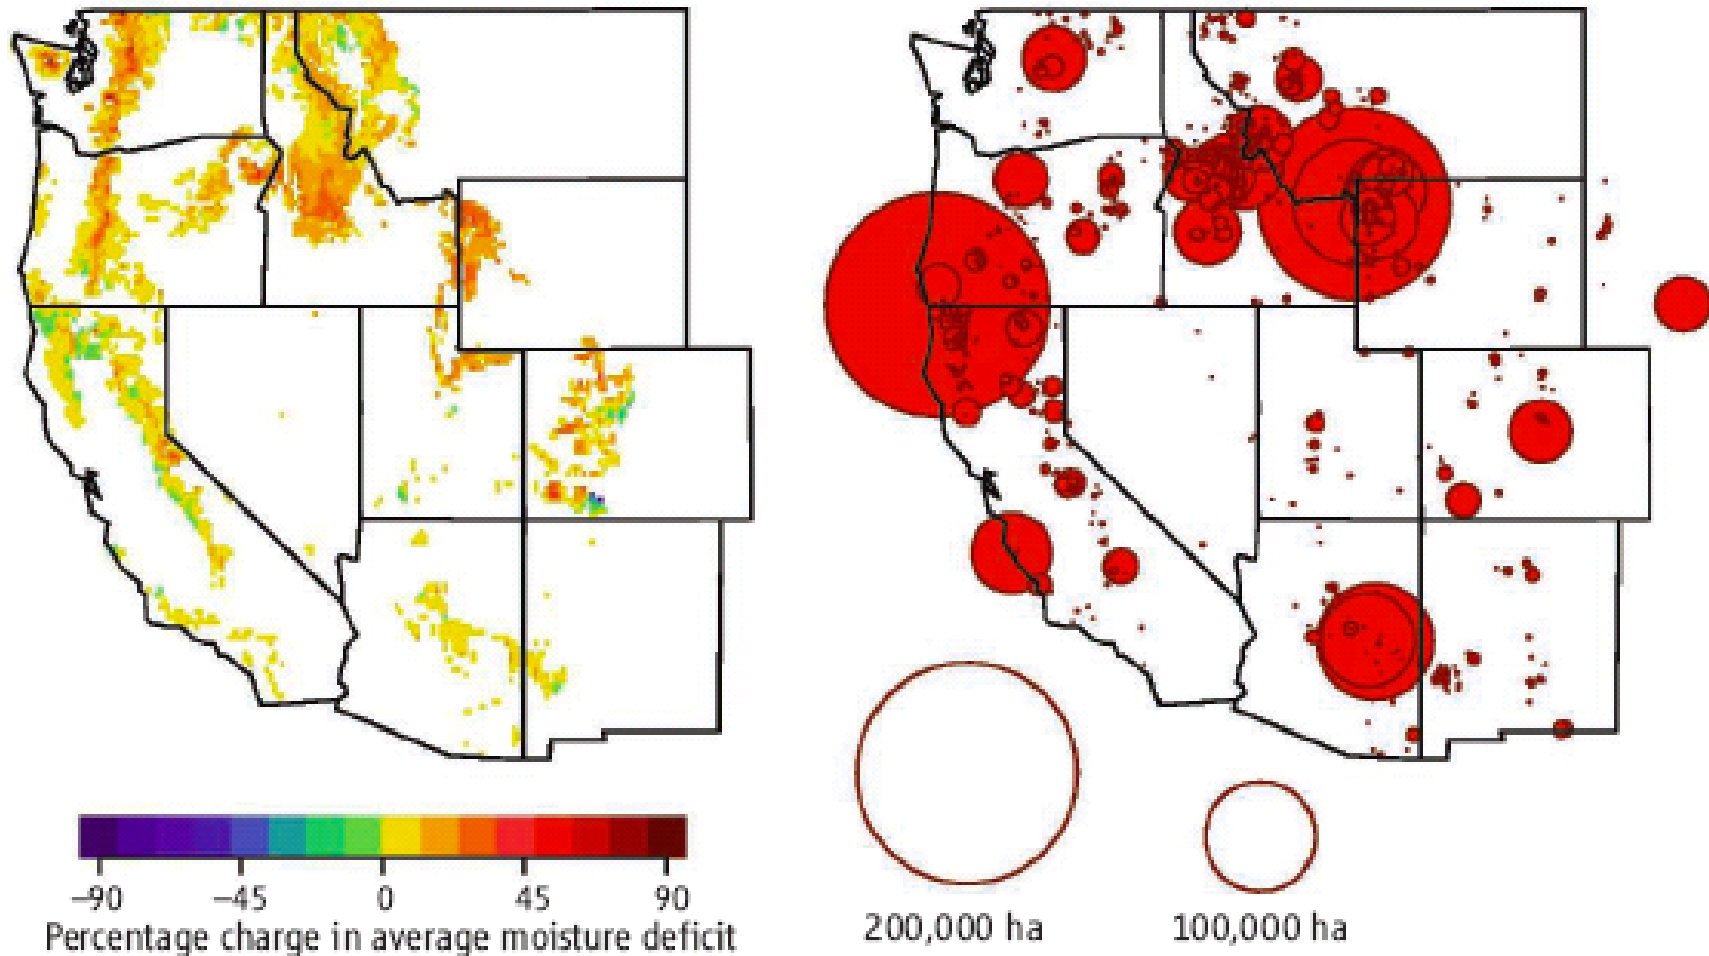 −90 −45 0 45 90
Percentage charge in average moisture deficit
200,000 ha 100,000 ha